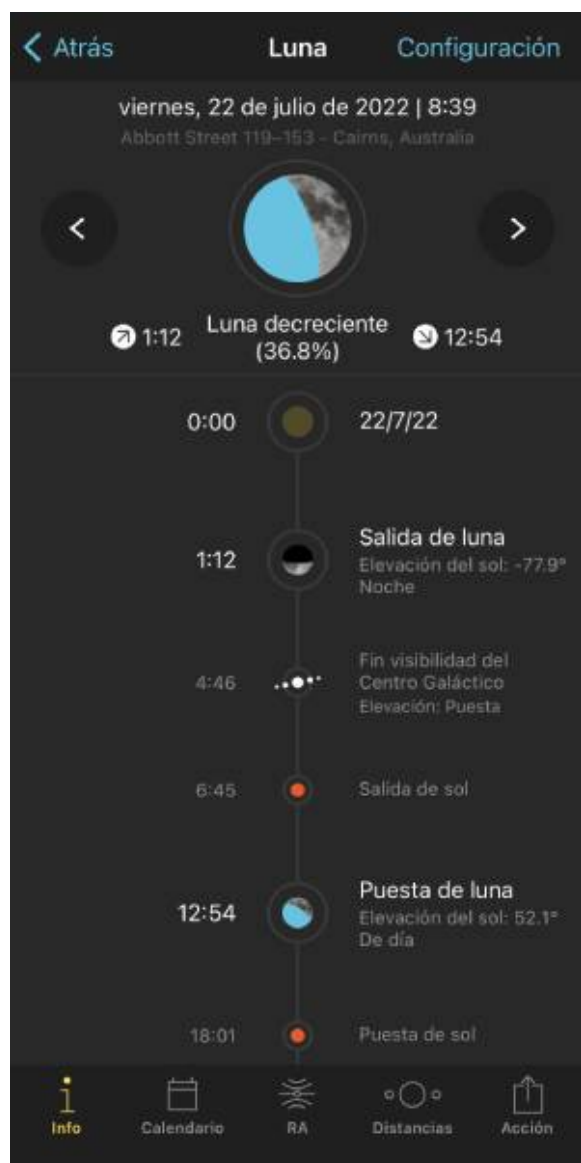 Atrás
Luna
Configuración
viernes, 22 de julio de 2022 | 8:39
Abbott Street 119–153 - Cairns, Australia
1:12
Luna decreciente
(36.8%)
12:54
0:00
22/7/22
1:12
Salida de luna
Elevación del sol: -77.9°
Noche
4:46
Fin visibilidad del
Centro Galáctico
Elevación: Puesta
6:45
Salida de sol
12:54
Puesta de luna
Elevación del sol: 52.1°
De día
18:01
Puesta de sol
Info
Calendario
RA
Distancias
Acción